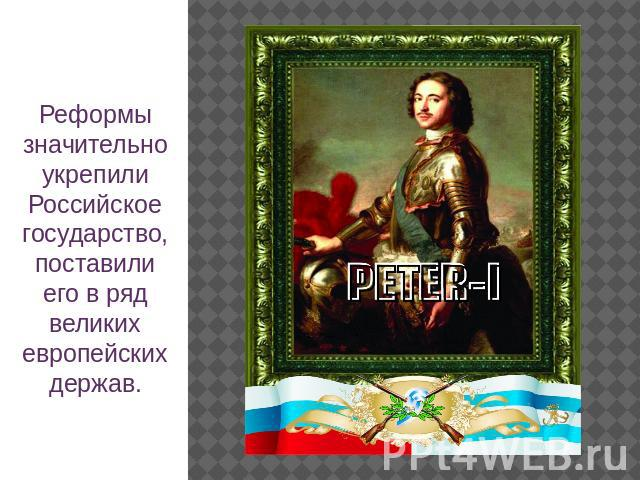 Реформы
значительно
укрепили
Российское
государство,
поставили
его в ряд
великих
европейских
держав.
PETER-I
PPt4WEB.ru